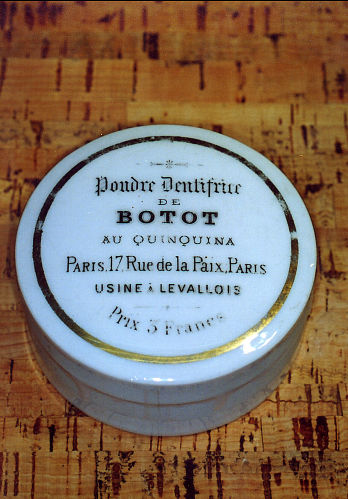 Poudre Dentifrice
DE
BOTOT
AU QUINQUINA
PARIS, 17, Rue de la Paix, PARIS
USINE À LEVALLOIS
Prix 3 Francs